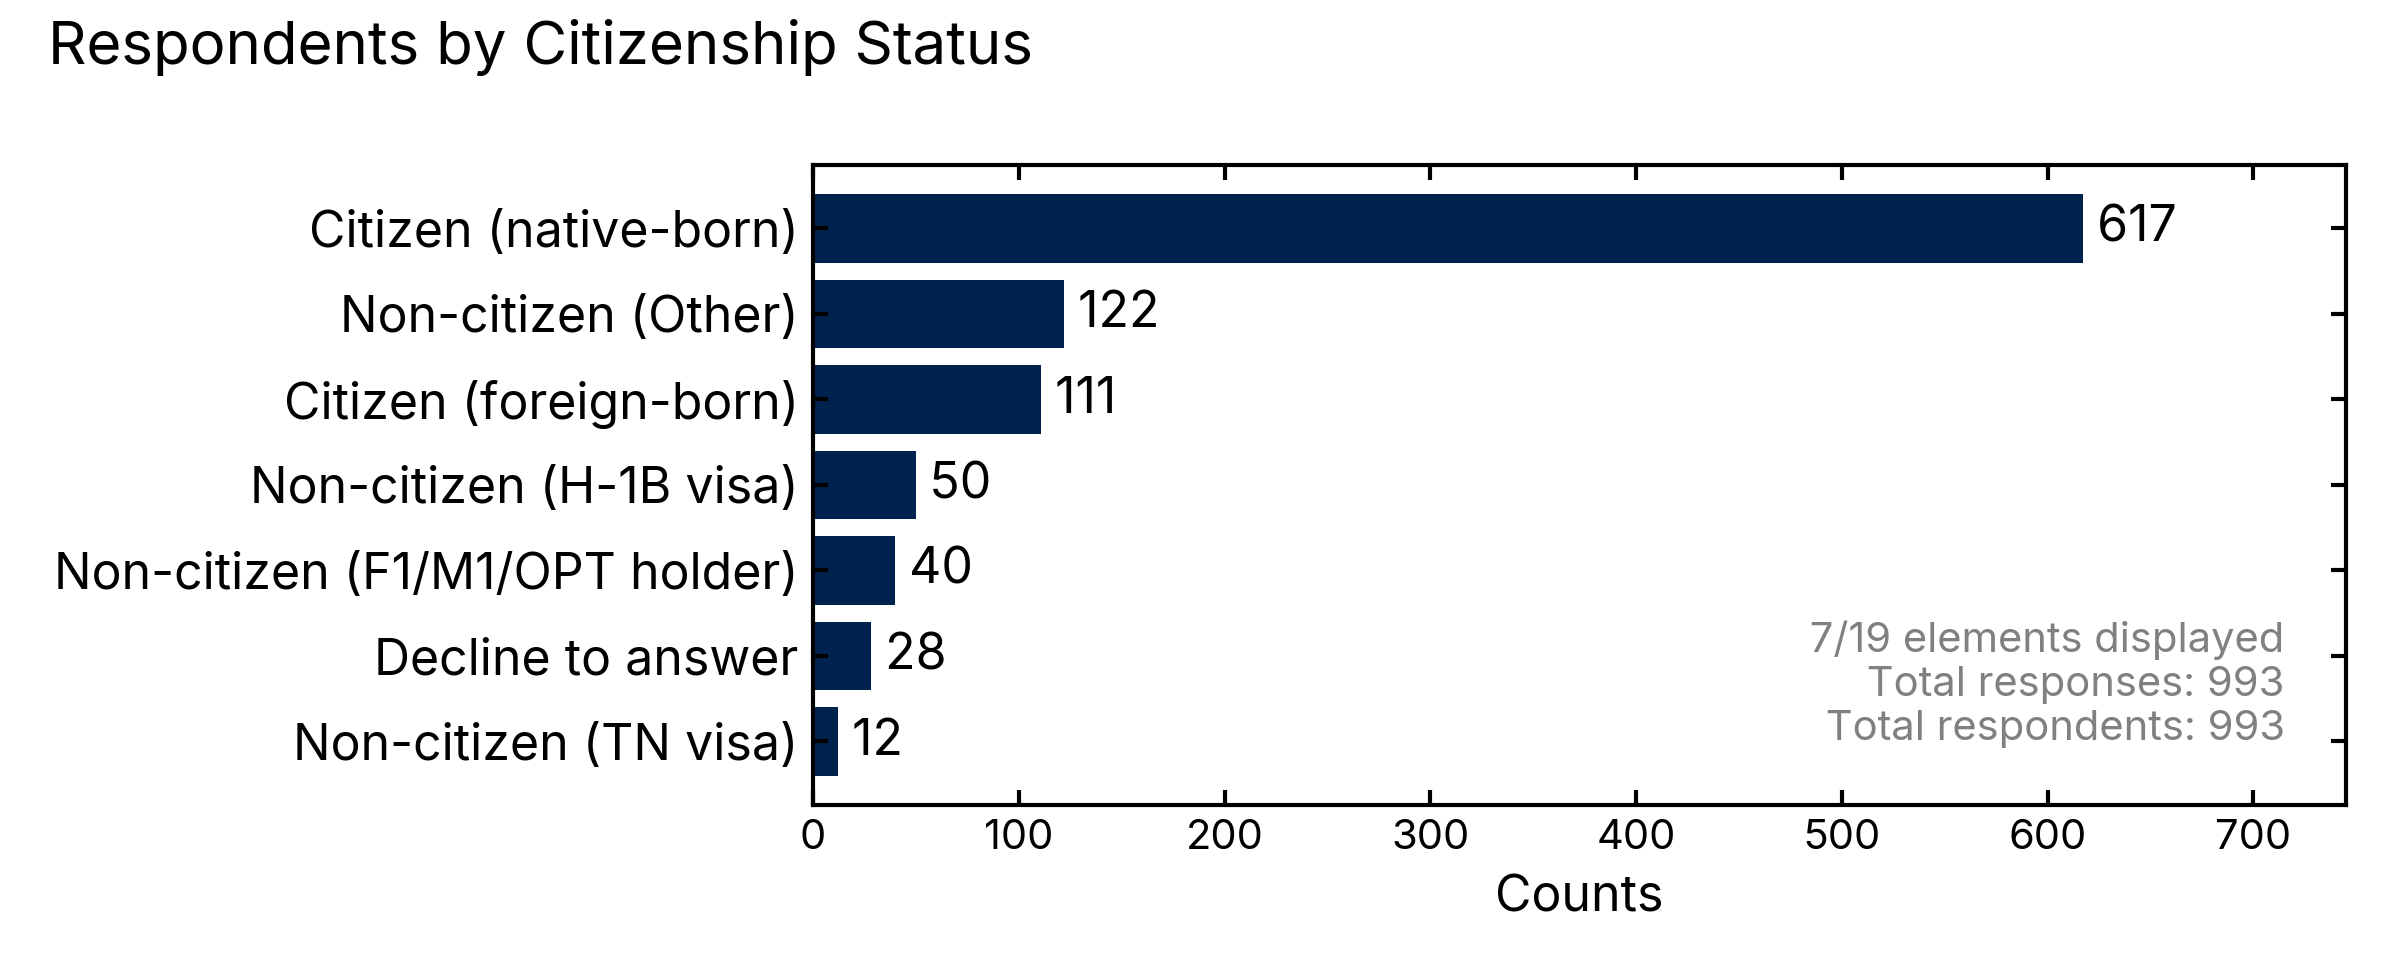 Respondents by Citizenship Status
Citizen (native-born) 617
Non-citizen (Other) 122
Citizen (foreign-born) 111
Non-citizen (H-1B visa) 50
Non-citizen (F1/M1/OPT holder) 40
Decline to answer 28
Non-citizen (TN visa) 12
7/19 elements displayed
Total responses: 993
Total respondents: 993
0 100 200 300 400 500 600 700
Counts